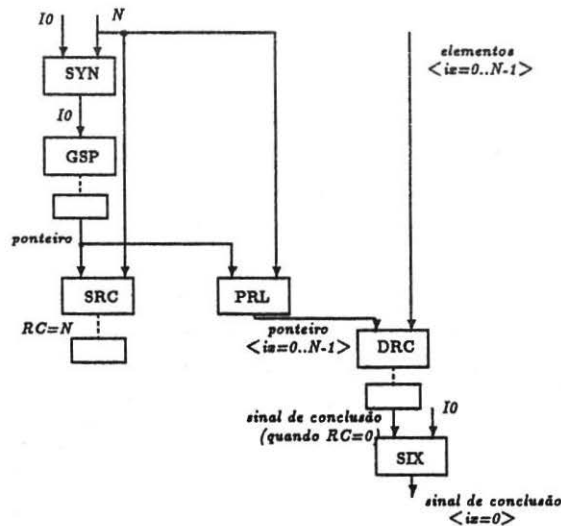 I0 N
SYN
I0
GSP
ponteiro
SRC
RC=N
PRL
ponteiro
<ix=0..N-1>
elementos
<ix=0..N-1>
DRC
sinal de conclusão
(quando RC=0)
I0
SIX
sinal de conclusão
<ix=0>